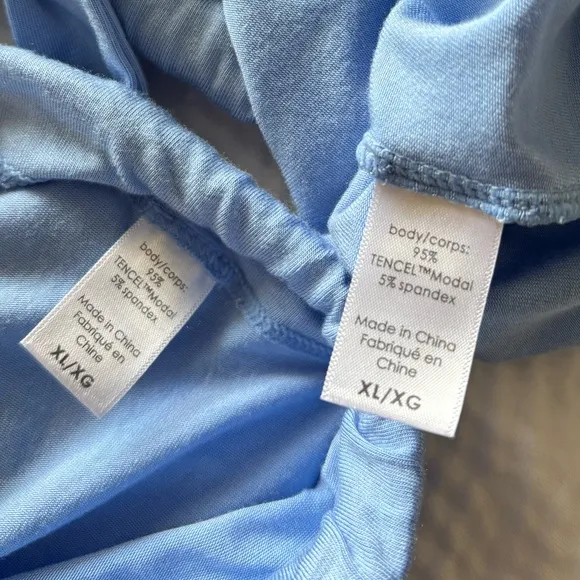 body/corps:
95%
TENCEL™Modal
5% spandex
Made in China
Fabriqué en
Chine
XL/XG
body/corps:
95%
TENCEL™Modal
5% spandex
Made in China
Fabriqué en
Chine
XL/XG